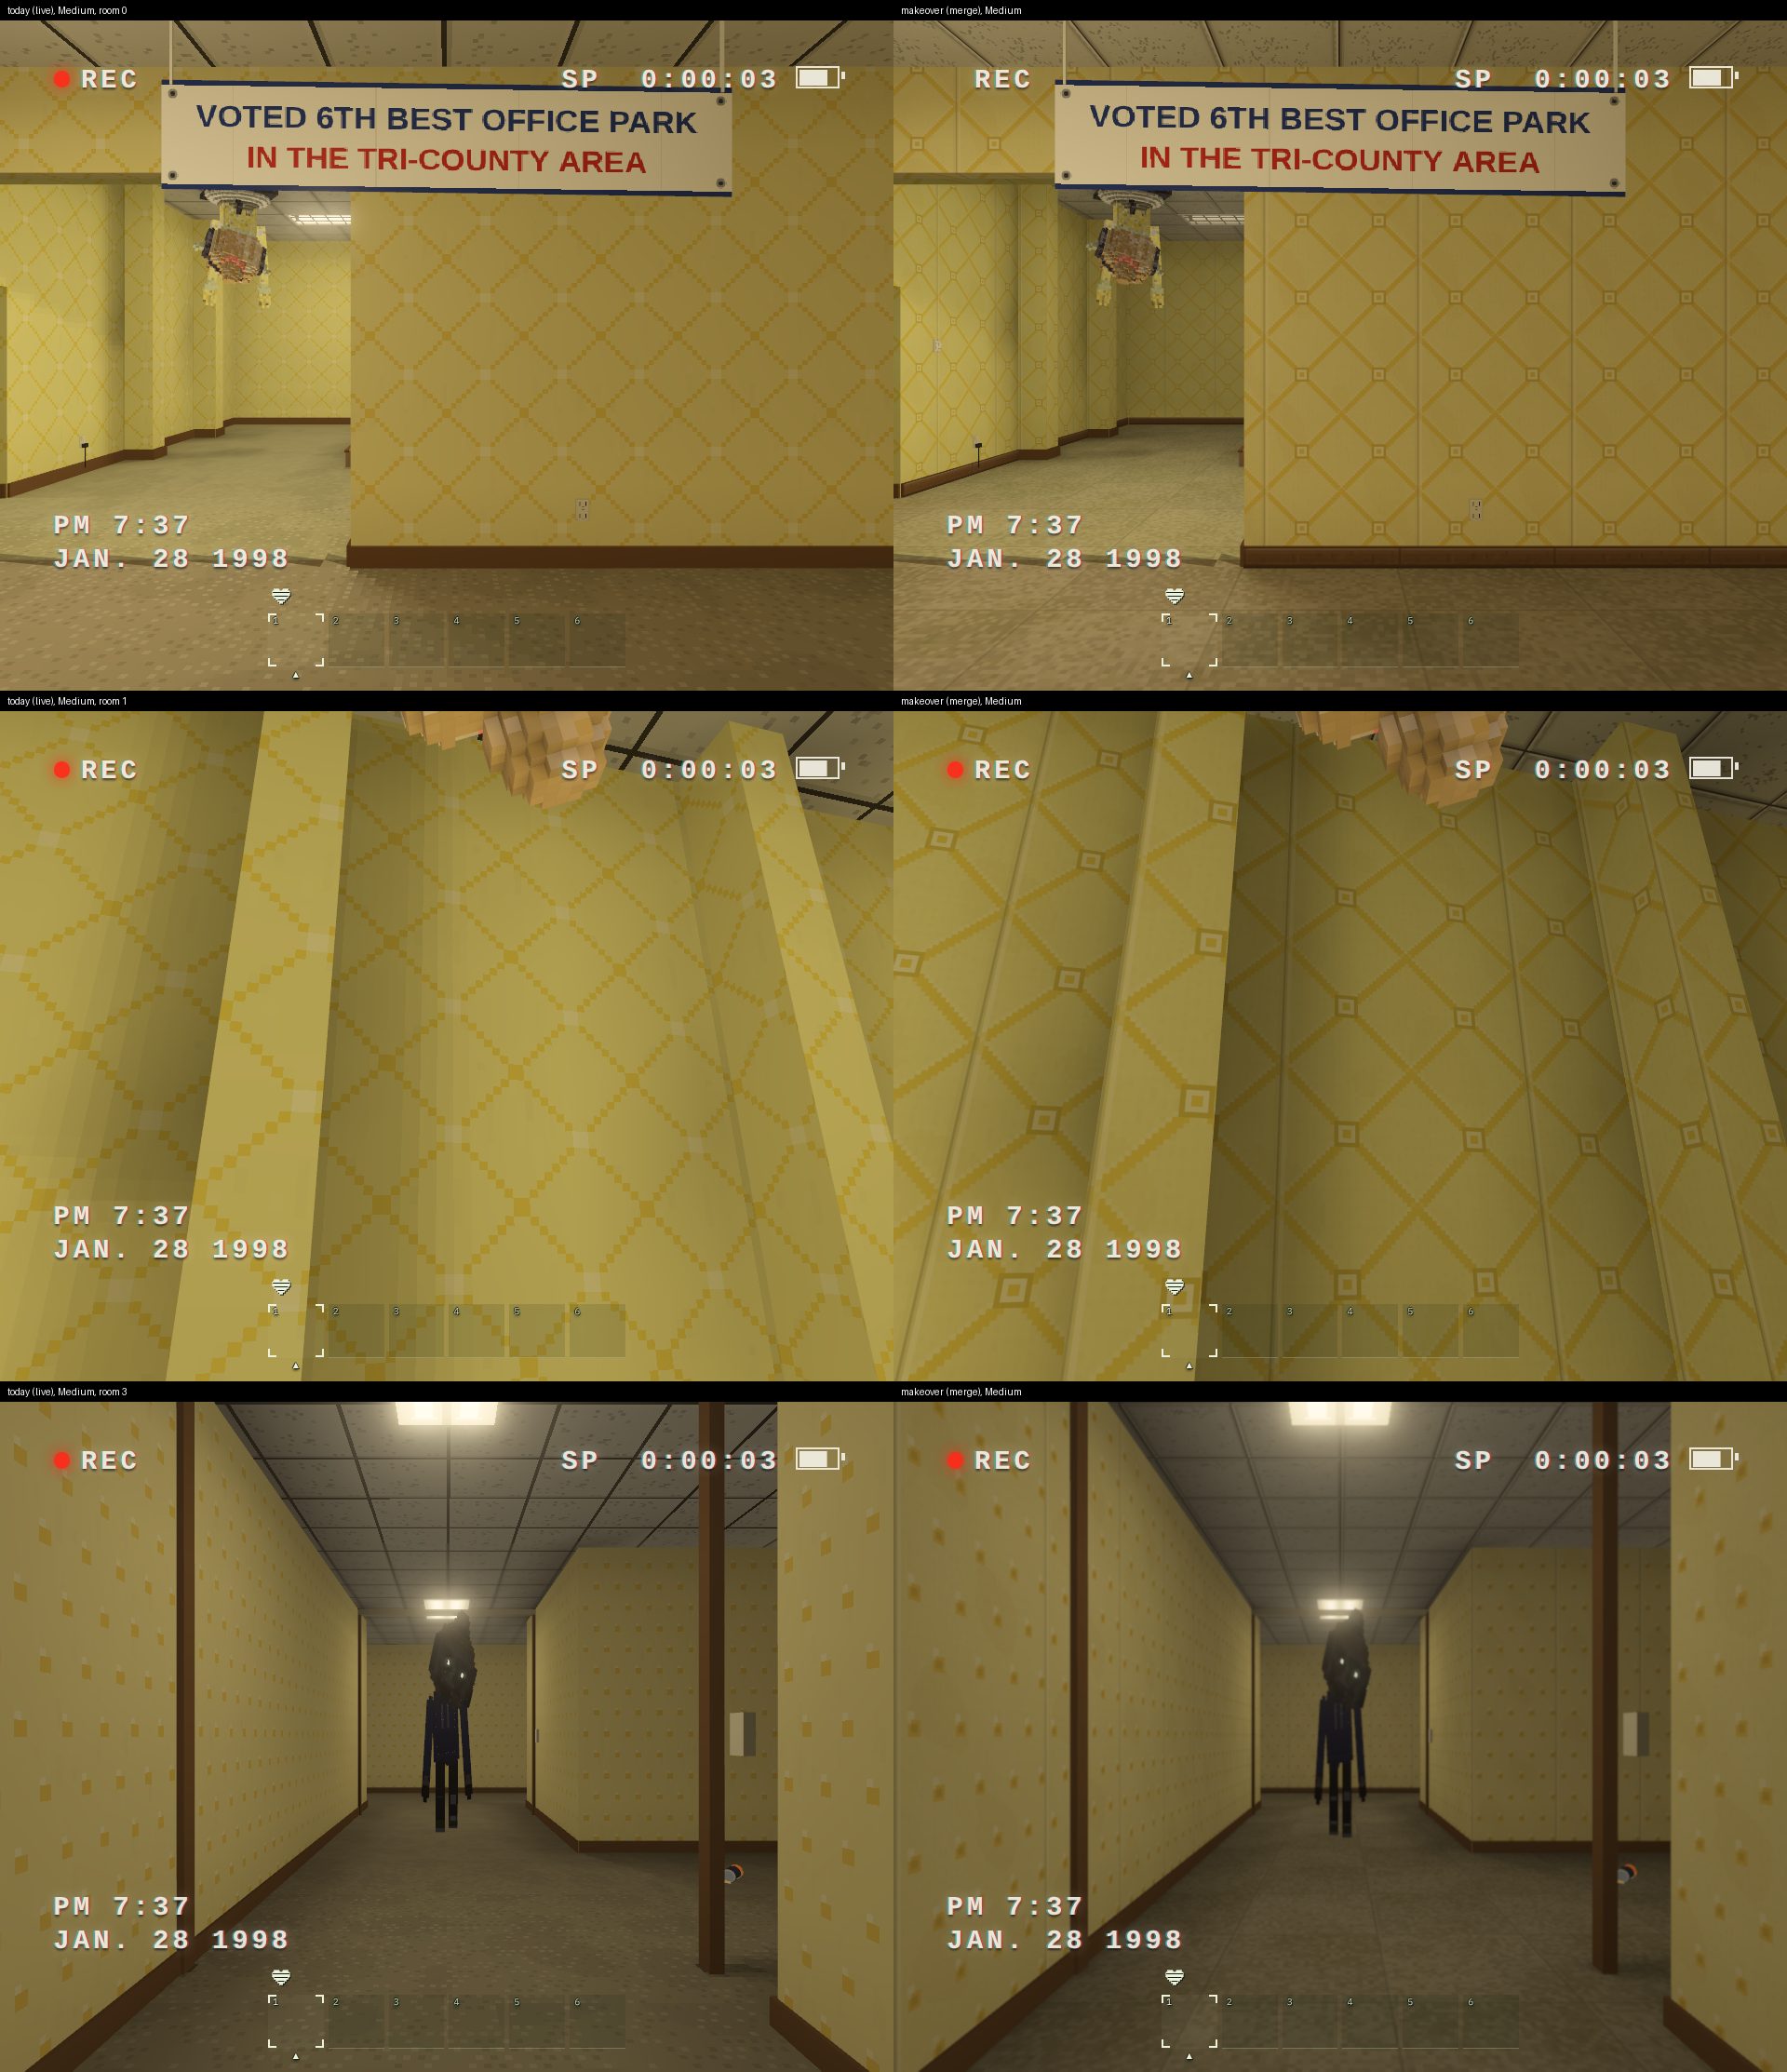 today (live), Medium, room 0
makeover (merge), Medium
REC SP 0:00:03
VOTED 6TH BEST OFFICE PARK
IN THE TRI-COUNTY AREA
PM 7:37
JAN. 28 1998
1 2 3 4 5 6
REC SP 0:00:03
VOTED 6TH BEST OFFICE PARK
IN THE TRI-COUNTY AREA
PM 7:37
JAN. 28 1998
1 2 3 4 5 6
today (live), Medium, room 1
makeover (merge), Medium
REC SP 0:00:03
PM 7:37
JAN. 28 1998
1 2 3 4 5 6
REC SP 0:00:03
PM 7:37
JAN. 28 1998
1 2 3 4 5 6
today (live), Medium, room 3
makeover (merge), Medium
REC SP 0:00:03
PM 7:37
JAN. 28 1998
1 2 3 4 5 6
REC SP 0:00:03
PM 7:37
JAN. 28 1998
1 2 3 4 5 6